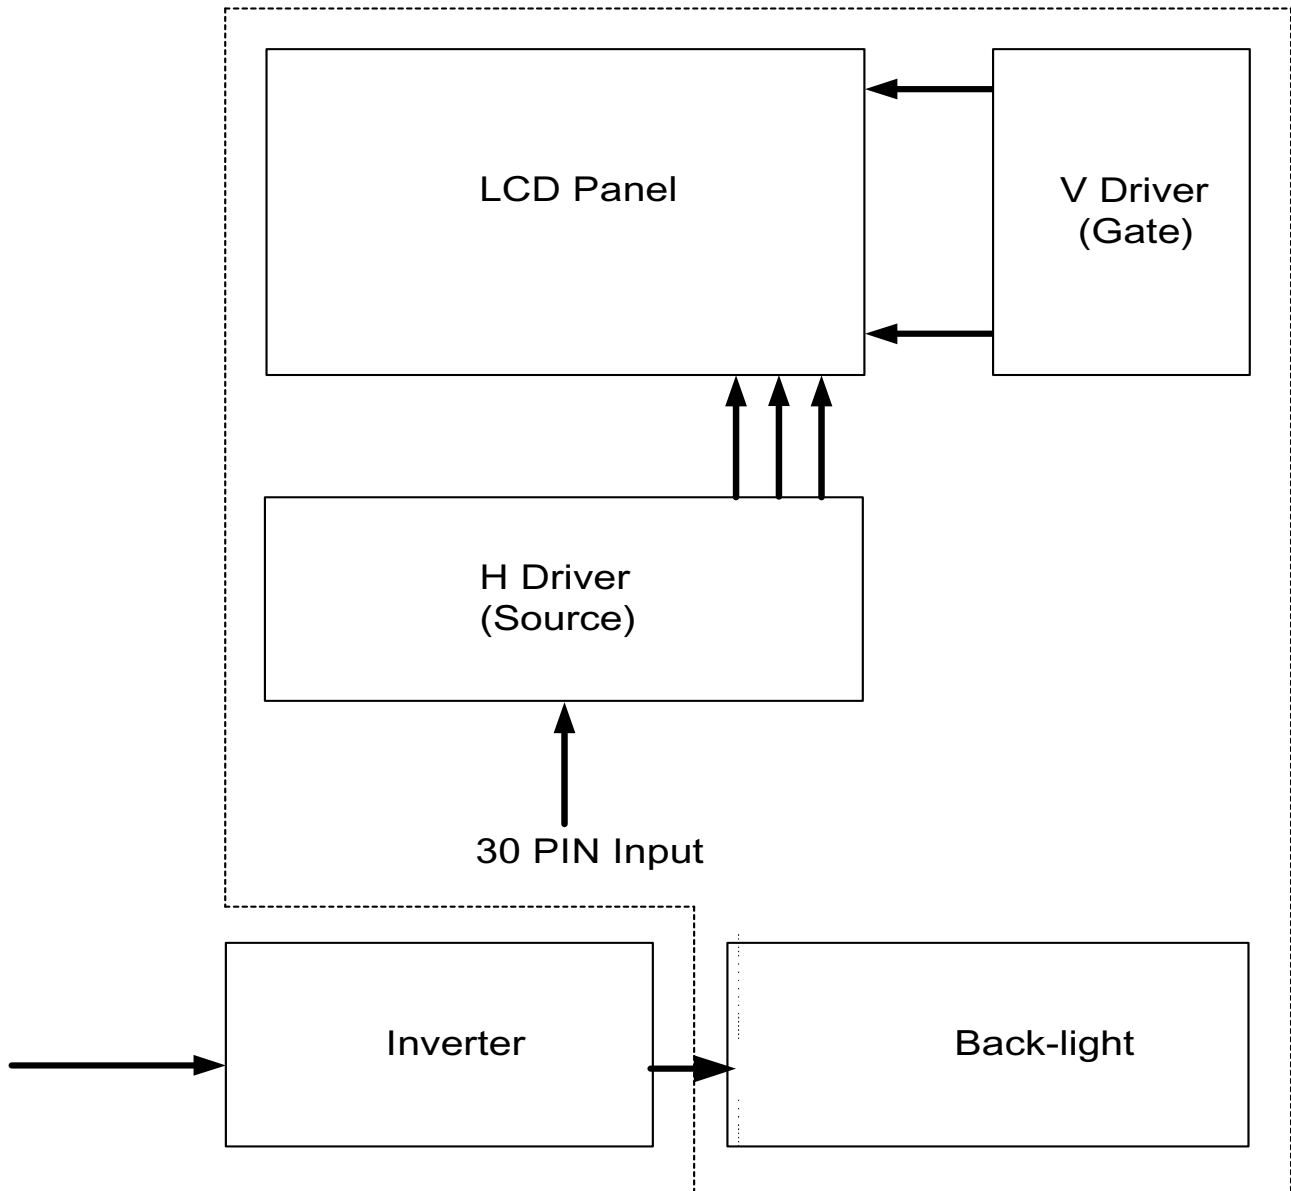 LCD Panel
V Driver
(Gate)
H Driver
(Source)
30 PIN Input
Inverter
Back-light